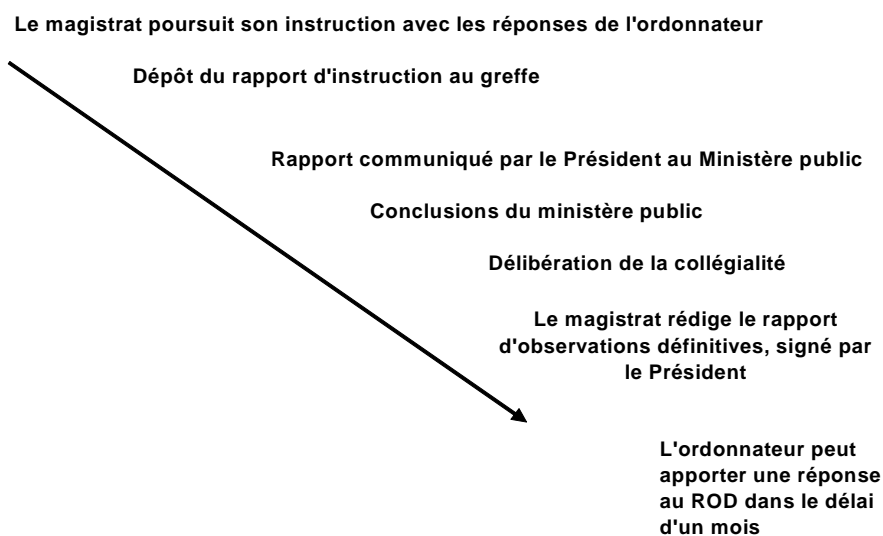 Le magistrat poursuit son instruction avec les réponses de l'ordonnateur
Dépôt du rapport d'instruction au greffe
Rapport communiqué par le Président au Ministère public
Conclusions du ministère public
Délibération de la collégialité
Le magistrat rédige le rapport
d'observations définitives, signé par
le Président
L'ordonnateur peut
apporter une réponse
au ROD dans le délai
d'un mois